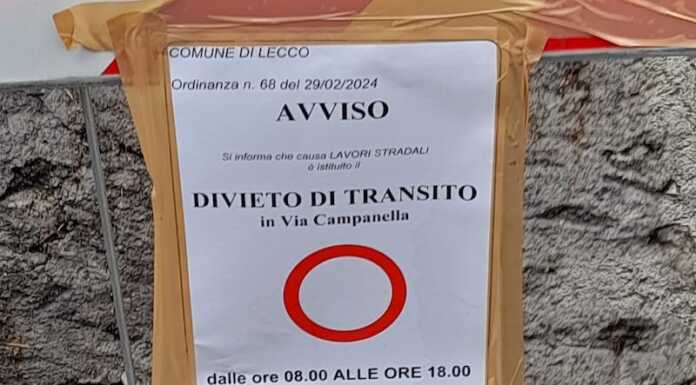 COMUNE DI LECCO
Ordinanza n. 68 del 29/02/2024
AVVISO
Si informa che causa LAVORI STRADALI
è istituito il
DIVIETO DI TRANSITO
in Via Campanella
dalle ore 08.00 ALLE ORE 18.00